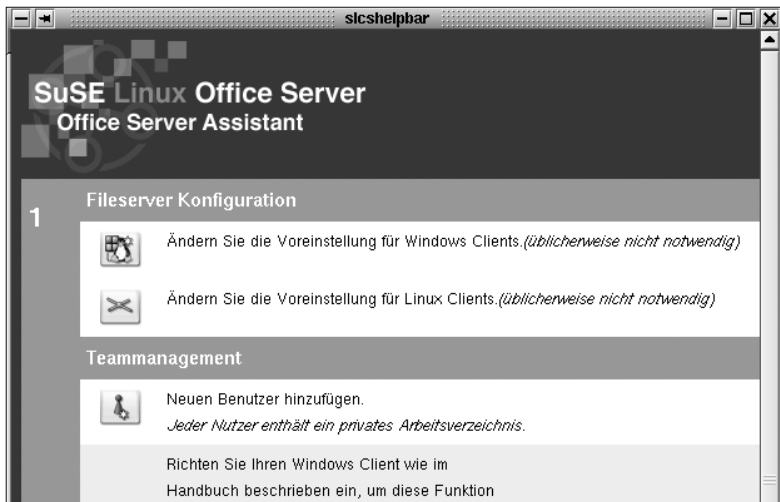 slcshelpbar
SuSE Linux Office Server
Office Server Assistant
1
Fileserver Konfiguration
Ändern Sie die Voreinstellung für Windows Clients.(üblicherweise nicht notwendig)
Ändern Sie die Voreinstellung für Linux Clients.(üblicherweise nicht notwendig)
Teammanagement
Neuen Benutzer hinzufügen.
Jeder Nutzer enthält ein privates Arbeitsverzeichnis.
Richten Sie Ihren Windows Client wie im
Handbuch beschrieben ein, um diese Funktion